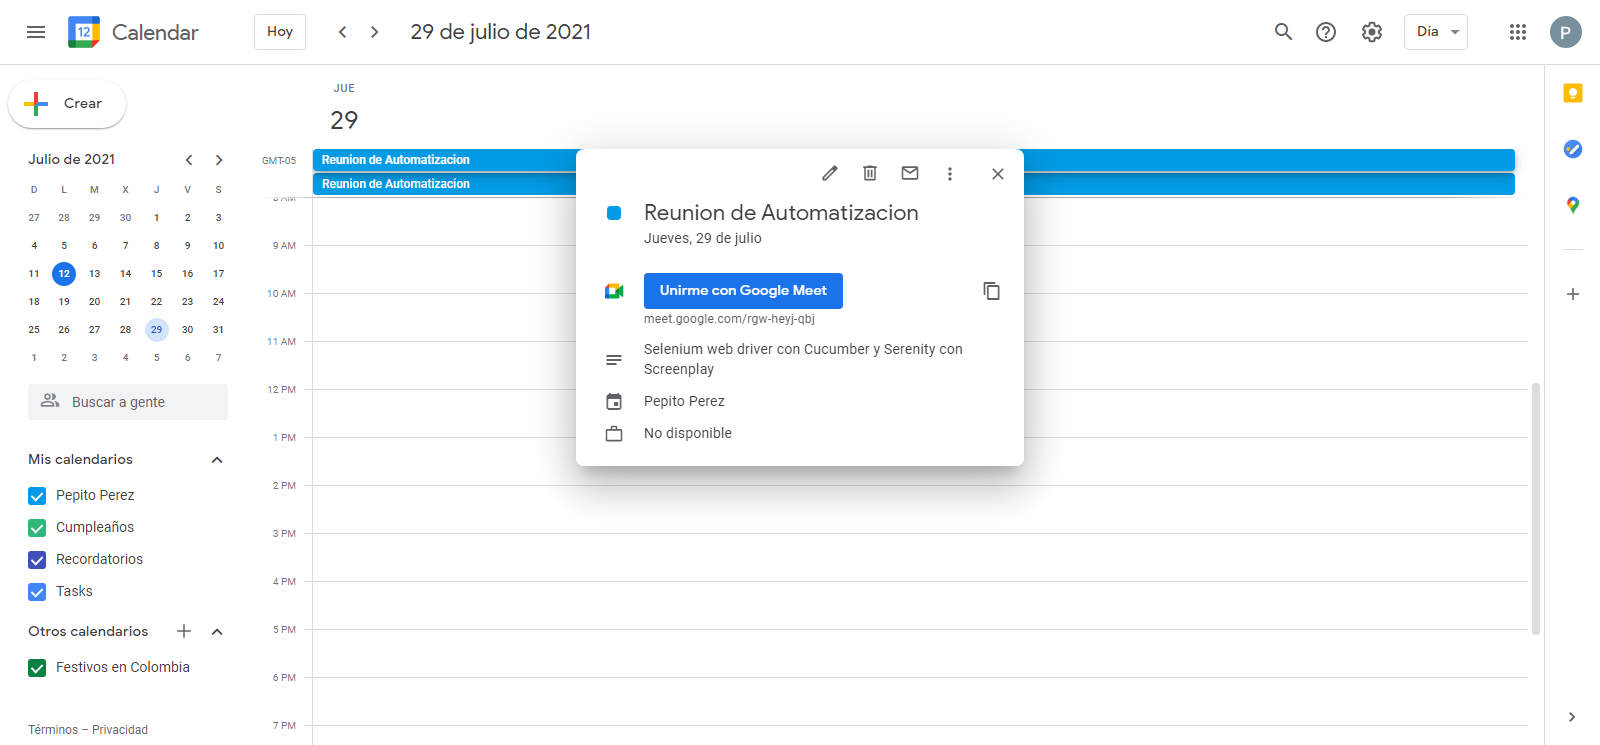 12 Calendar
Hoy
29 de julio de 2021
Día
P
Crear
Julio de 2021
D L M X J V S
27 28 29 30 1 2 3
4 5 6 7 8 9 10
11 12 13 14 15 16 17
18 19 20 21 22 23 24
25 26 27 28 29 30 31
1 2 3 4 5 6 7
Buscar a gente
Mis calendarios
Pepito Perez
Cumpleaños
Recordatorios
Tasks
Otros calendarios
Festivos en Colombia
Términos – Privacidad
JUE
29
GMT-05
Reunion de Automatizacion
Reunion de Automatizacion
8 AM
9 AM
10 AM
11 AM
12 PM
1 PM
2 PM
3 PM
4 PM
5 PM
6 PM
7 PM
Reunion de Automatizacion
Jueves, 29 de julio
Unirme con Google Meet
meet.google.com/rgw-heyj-qbj
Selenium web driver con Cucumber y Serenity con
Screenplay
Pepito Perez
No disponible